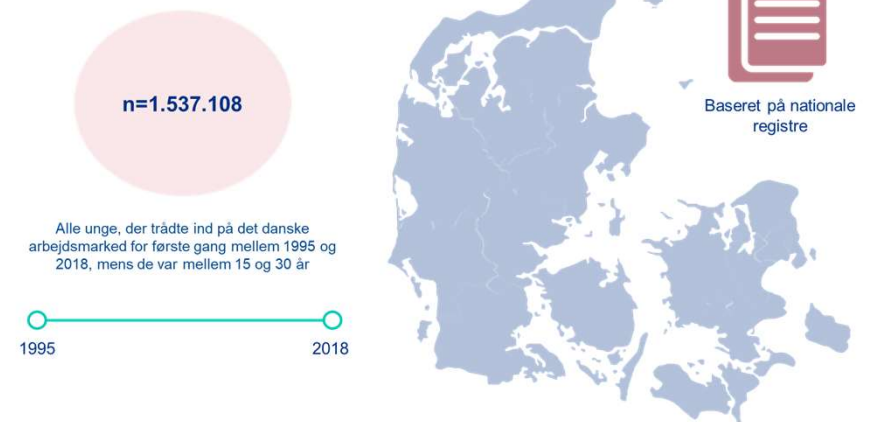 n=1.537.108
Baseret på nationale
registre
Alle unge, der trådte ind på det danske
arbejdsmarked for første gang mellem 1995 og
2018, mens de var mellem 15 og 30 år
1995
2018